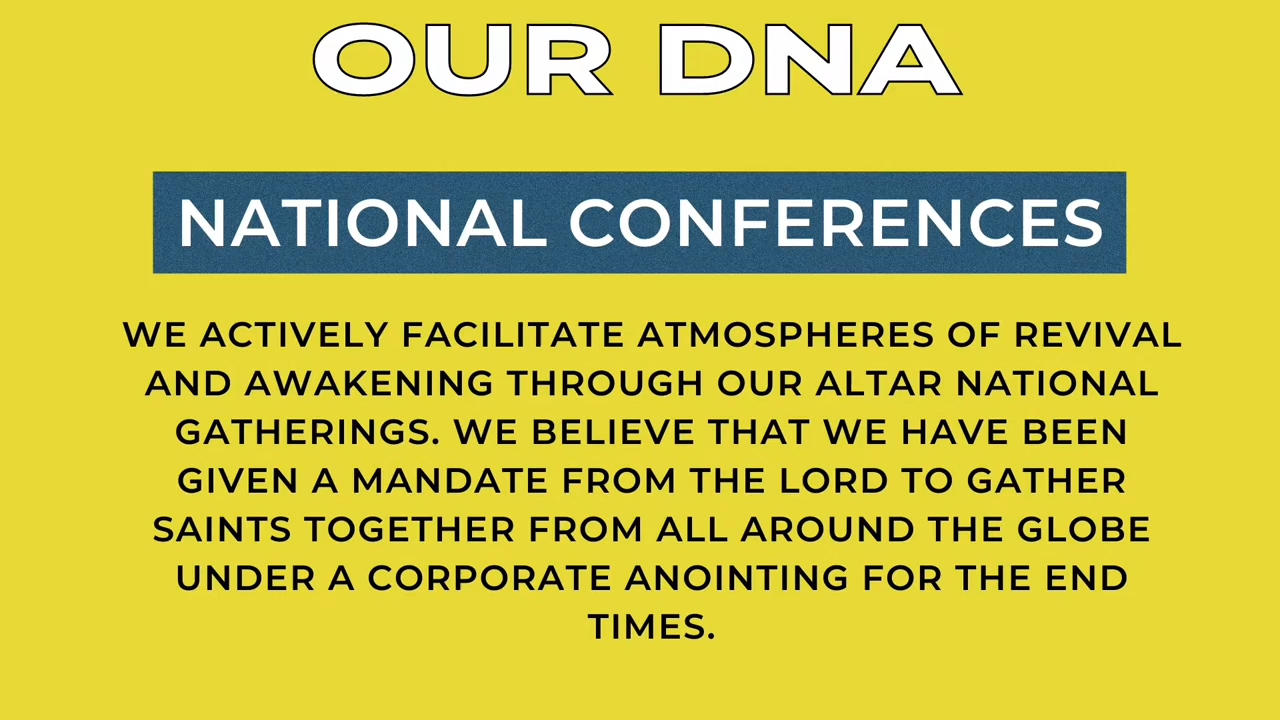 OUR DNA
NATIONAL CONFERENCES
WE ACTIVELY FACILITATE ATMOSPHERES OF REVIVAL
AND AWAKENING THROUGH OUR ALTAR NATIONAL
GATHERINGS. WE BELIEVE THAT WE HAVE BEEN
GIVEN A MANDATE FROM THE LORD TO GATHER
SAINTS TOGETHER FROM ALL AROUND THE GLOBE
UNDER A CORPORATE ANOINTING FOR THE END
TIMES.